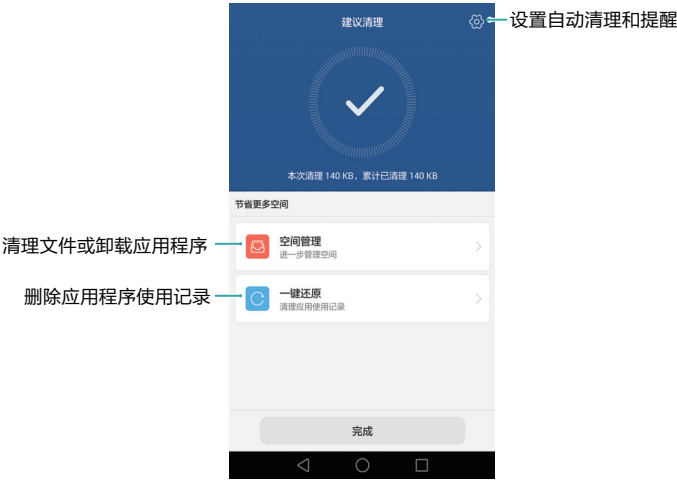 建议清理
设置自动清理和提醒
本次清理 140 KB，累计已清理 140 KB
节省更多空间
清理文件或卸载应用程序
空间管理
进一步管理空间
删除应用程序使用记录
一键还原
清理应用使用记录
完成